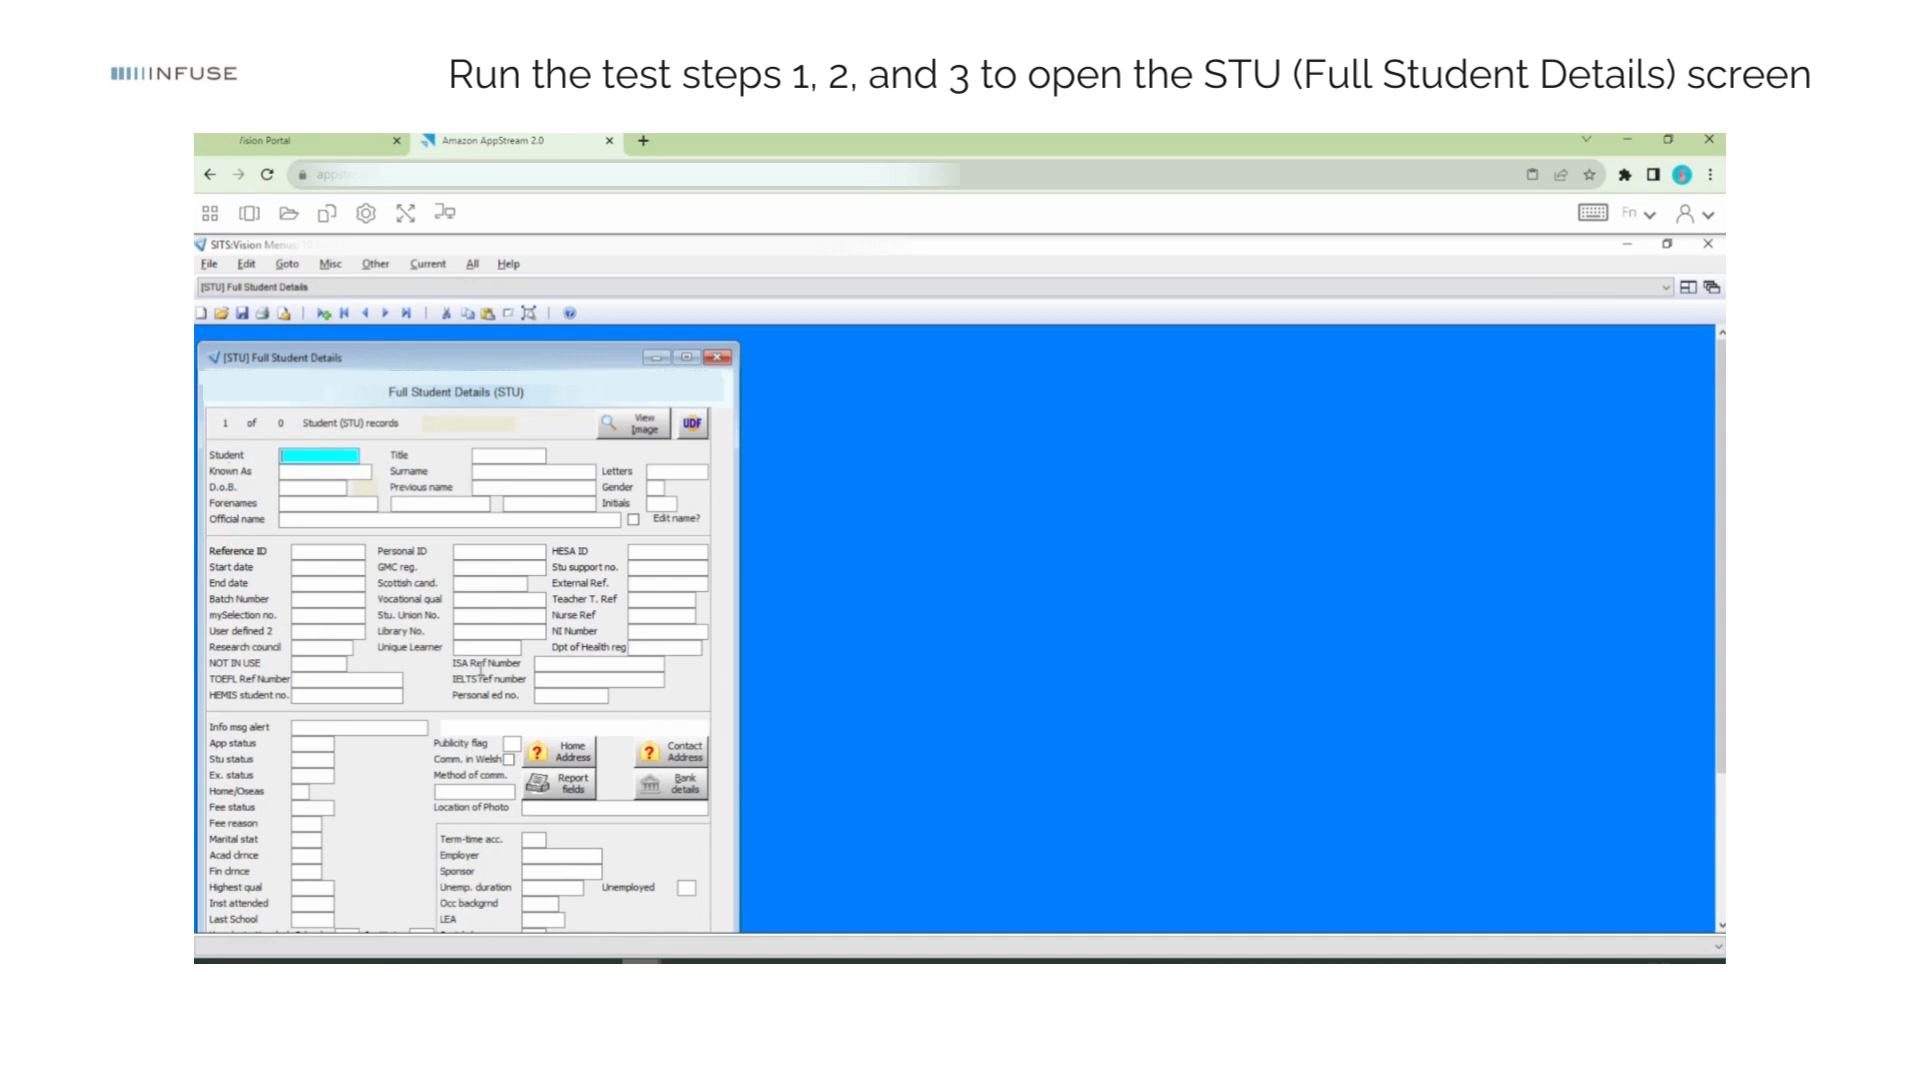 INFUSE
Run the test steps 1, 2, and 3 to open the STU (Full Student Details) screen
Vision Portal
Amazon AppStream 2.0
appst
Fn
SITS:Vision Menus
File Edit Goto Misc Other Current All Help
[STU] Full Student Details
[STU] Full Student Details
Full Student Details (STU)
1 of 0 Student (STU) records View Image UDF
Student Title
Known As Surname Letters
D.o.B. Previous name Gender
Forenames Initials
Official name Edit name?
Reference ID Personal ID HESA ID
Start date GMC reg. Stu support no.
End date Scottish cand. External Ref.
Batch Number Vocational qual Teacher T. Ref
mySelection no. Stu. Union No. Nurse Ref
User defined 2 Library No. NI Number
Research council Unique Learner Dpt of Health reg
NOT IN USE ISA Ref Number
TOEFL Ref Number IELTS ref number
HEMIS student no. Personal ed no.
Info msg alert
App status Publicity flag Home Address Contact Address
Stu status Comm. in Welsh
Ex. status Method of comm. Report fields Bank details
Home/Oseas
Fee status Location of Photo
Fee reason
Marital stat Term-time acc.
Acad clrnce Employer
Fin clrnce Sponsor
Highest qual Unemp. duration Unemployed
Inst attended Occ backgrnd
Last School LEA